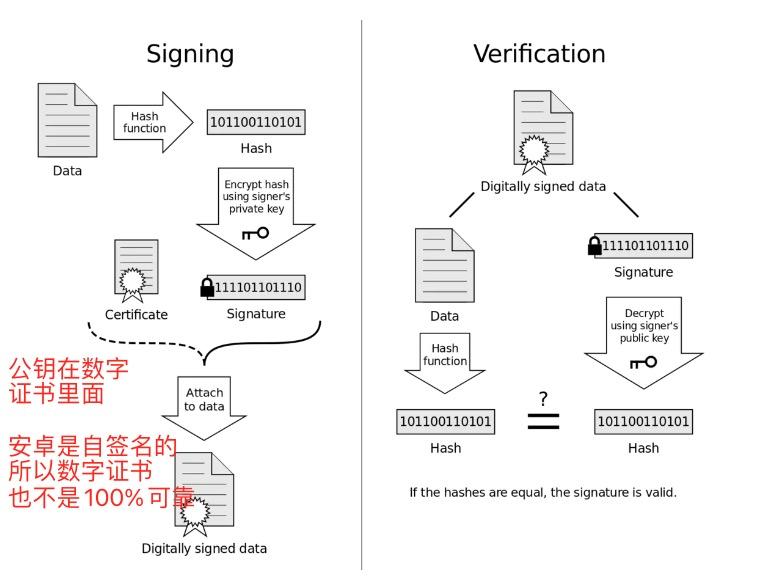 Signing
Data
Hash
function
101100110101
Hash
Encrypt hash
using signer's
private key
Certificate
111101101110
Signature
公钥在数字
证书里面
Attach
to data
安卓是自签名的
所以数字证书
也不是100%可靠
Digitally signed data
Verification
Digitally signed data
Data
111101101110
Signature
Hash
function
Decrypt
using signer's
public key
101100110101
Hash
?
=
101100110101
Hash
If the hashes are equal, the signature is valid.